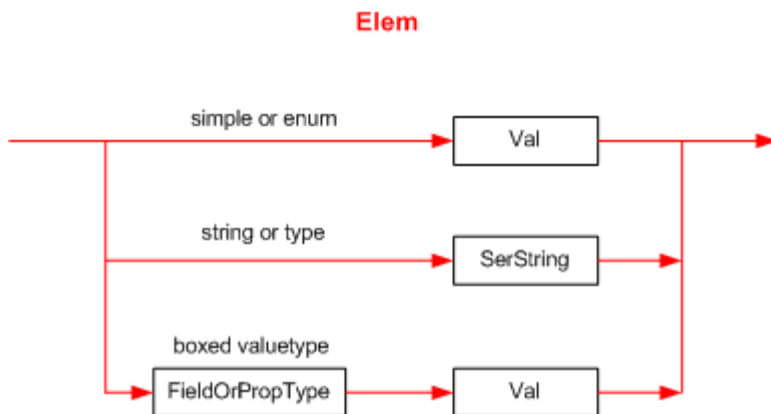 Elem
simple or enum
Val
string or type
SerString
boxed valuetype
FieldOrPropType
Val